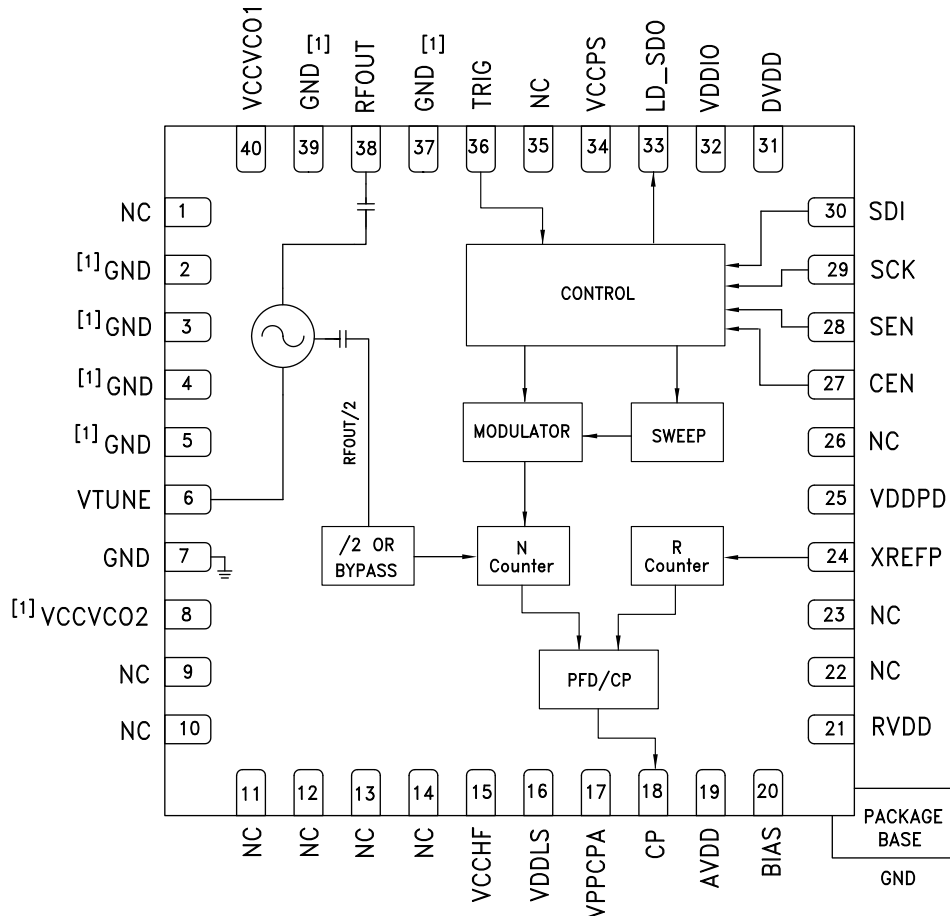 VCCVCO1
GND [1]
RFOUT
GND [1]
TRIG
NC
VCCPS
LD_SDO
VDDIO
DVDD
40
39
38
37
36
35
34
33
32
31
NC 1
[1] GND 2
[1] GND 3
[1] GND 4
[1] GND 5
VTUNE 6
GND 7
[1] VCCVCO2 8
NC 9
NC 10
30 SDI
29 SCK
28 SEN
27 CEN
26 NC
25 VDDPD
24 XREFP
23 NC
22 NC
21 RVDD
CONTROL
MODULATOR
SWEEP
RFOUT/2
/2 OR
BYPASS
N
Counter
R
Counter
PFD/CP
11
12
13
14
15
16
17
18
19
20
NC
NC
NC
NC
VCCHF
VDDLS
VPPCPA
CP
AVDD
BIAS
PACKAGE
BASE
GND